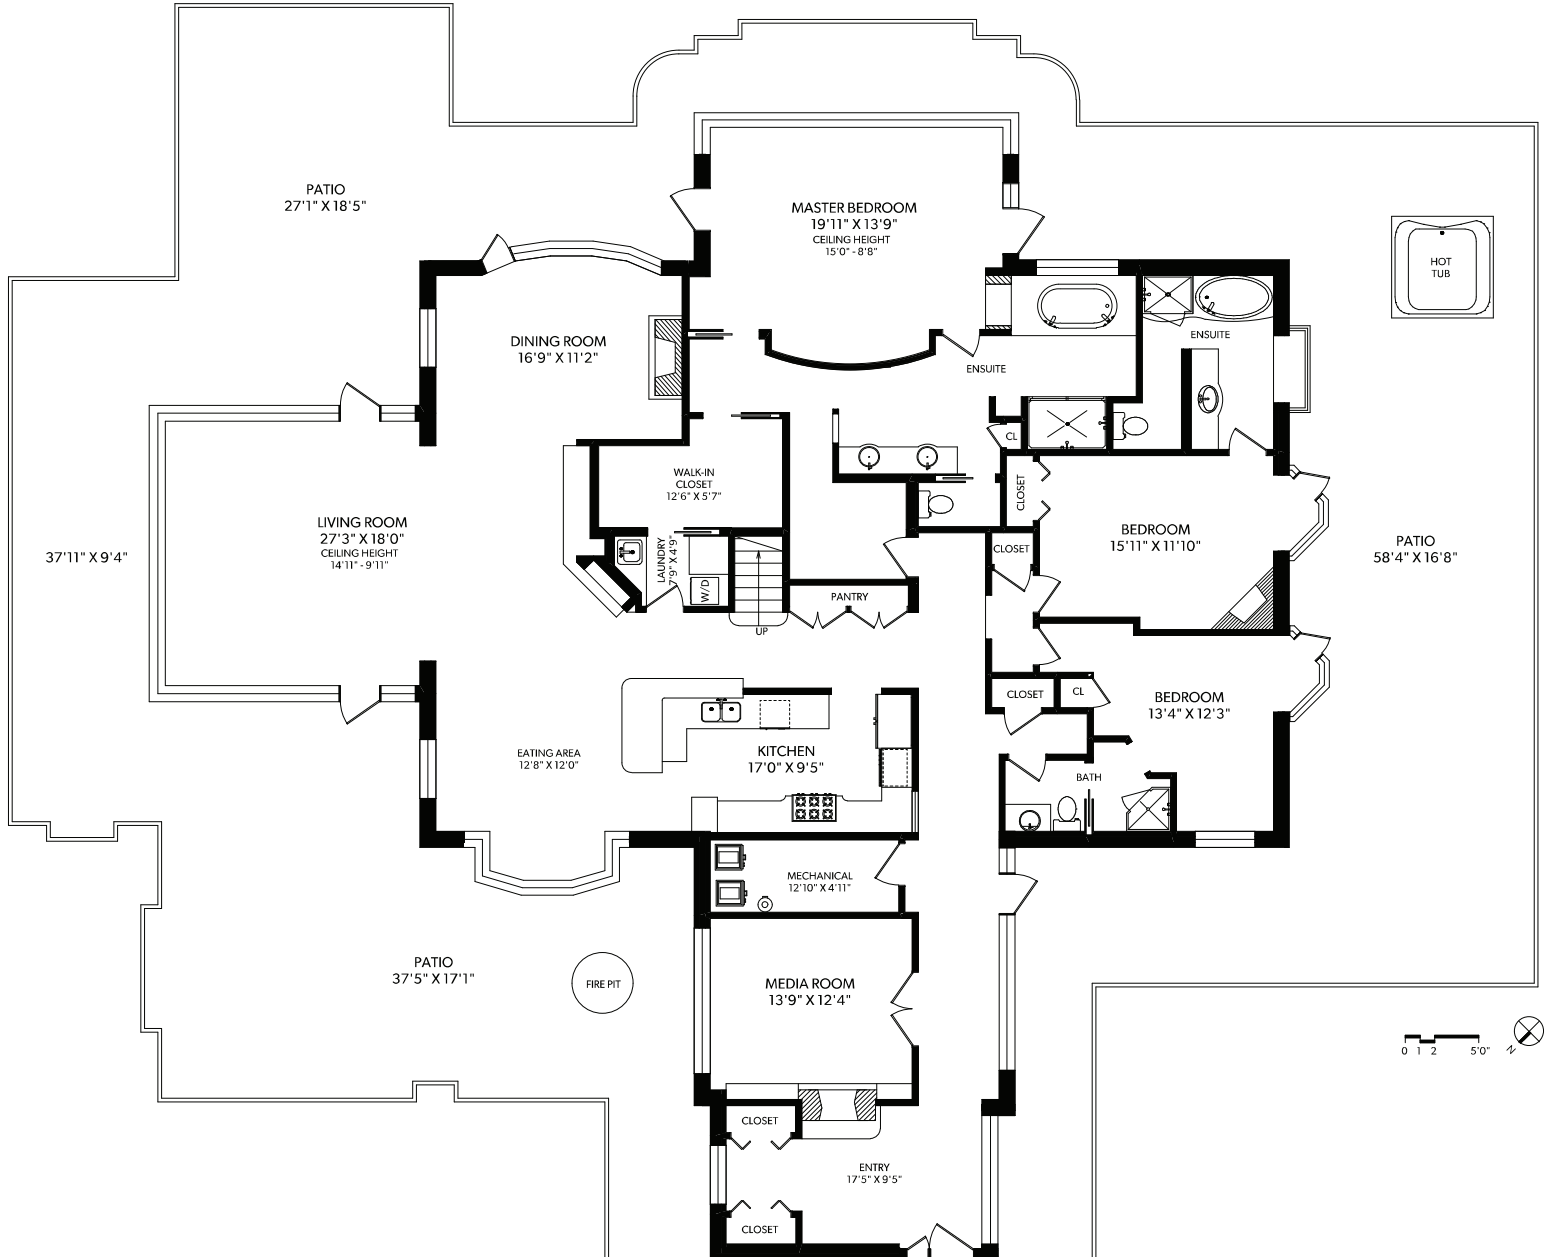 PATIO
27'1" X 18'5"
MASTER BEDROOM
19'11" X 13'9"
CEILING HEIGHT
15'0" - 8'8"
HOT
TUB
DINING ROOM
16'9" X 11'2"
ENSUITE
ENSUITE
CL
WALK-IN
CLOSET
12'6" X 5'7"
CLOSET
LIVING ROOM
27'3" X 18'0"
CEILING HEIGHT
14'11" - 9'11"
37'11" X 9'4"
BEDROOM
15'11" X 11'10"
PATIO
58'4" X 16'8"
LAUNDRY
7'9" X 4'9"
W/D
CLOSET
PANTRY
UP
CLOSET
CL
BEDROOM
13'4" X 12'3"
EATING AREA
12'8" X 12'0"
KITCHEN
17'0" X 9'5"
BATH
MECHANICAL
12'10" X 4'11"
PATIO
37'5" X 17'1"
FIRE PIT
MEDIA ROOM
13'9" X 12'4"
0 1 2 5'0"
N
CLOSET
ENTRY
17'5" X 9'5"
CLOSET